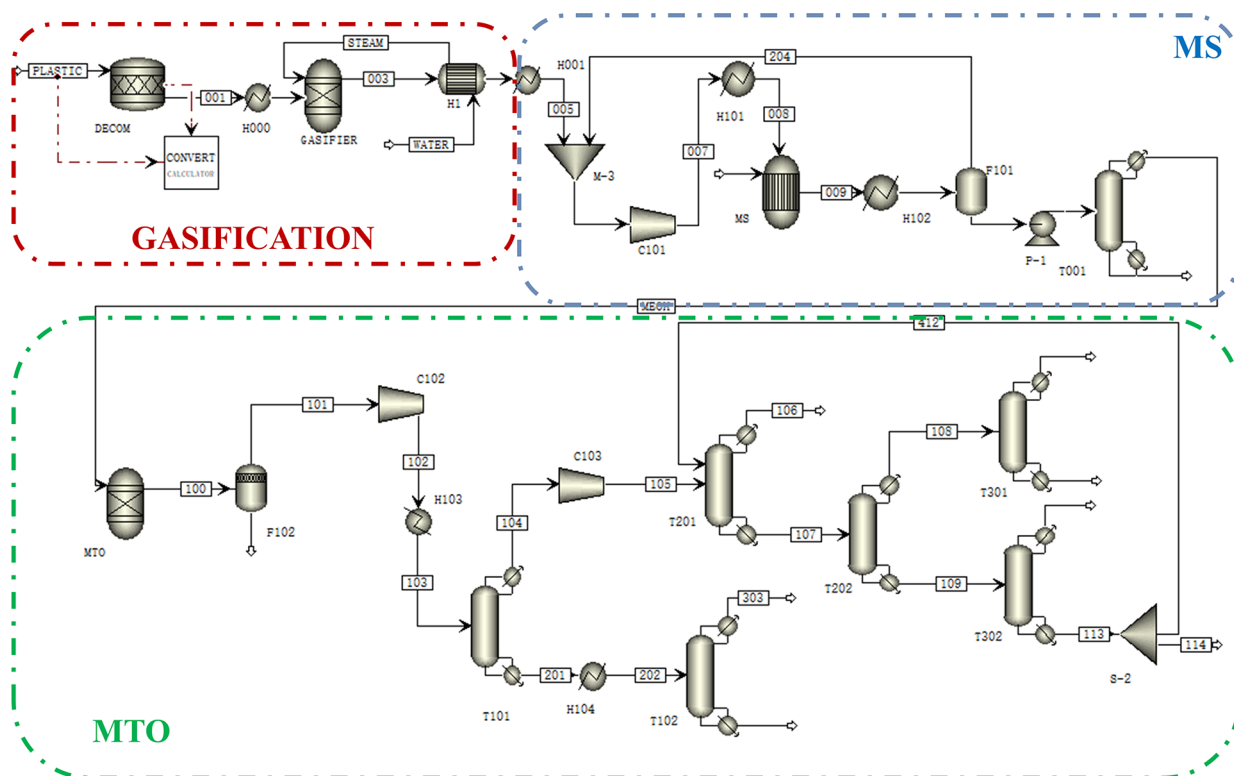 MS
STEAM
204
PLASTIC
003
H001
005
001
H1
H101
008
DECOM
H000
GASIFIER
007
WATER
CONVERT
CALCULATOR
M-3
F101
009
MS
H102
C101
P-1
T001
GASIFICATION
MEOH
412
C102
101
108
106
C103
102
T301
100
H103
105
104
T201
107
F102
MTO
103
T202
109
303
T302
113
114
201
202
S-2
T101
H104
T102
MTO